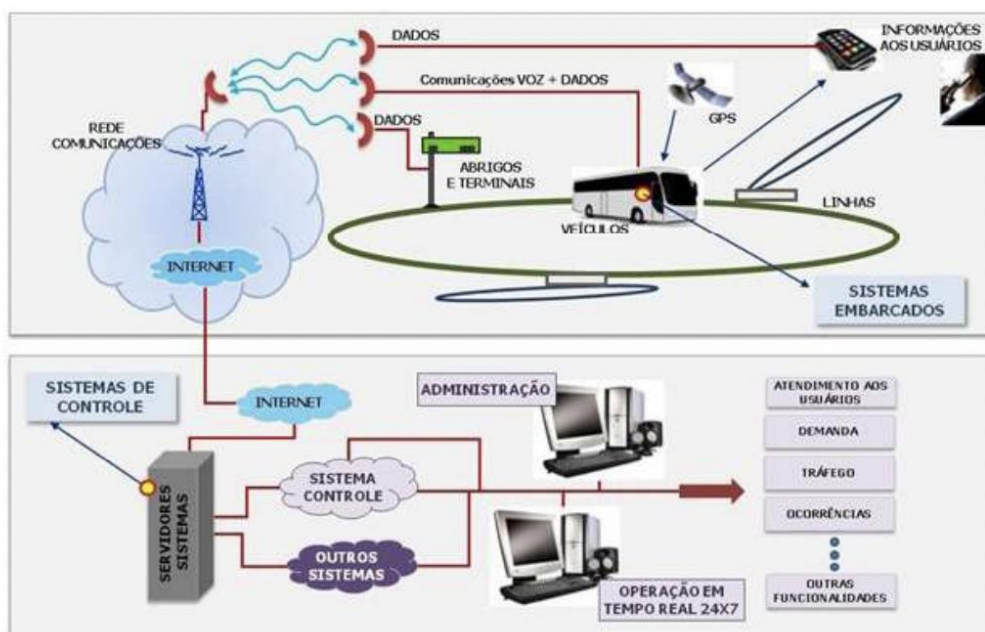 DADOS
INFORMAÇÕES
AOS USUÁRIOS
Comunicações VOZ + DADOS
GPS
REDE
COMUNICAÇÕES
DADOS
ABRIGOS
E TERMINAIS
VEÍCULOS
LINHAS
INTERNET
SISTEMAS
EMBARCADOS
SISTEMAS DE
CONTROLE
INTERNET
ADMINISTRAÇÃO
ATENDIMENTO AOS
USUÁRIOS
DEMANDA
TRÁFEGO
OCORRÊNCIAS
OUTRAS
FUNCIONALIDADES
SERVIDORES
SISTEMAS
SISTEMA
CONTROLE
OUTROS
SISTEMAS
OPERAÇÃO EM
TEMPO REAL 24X7